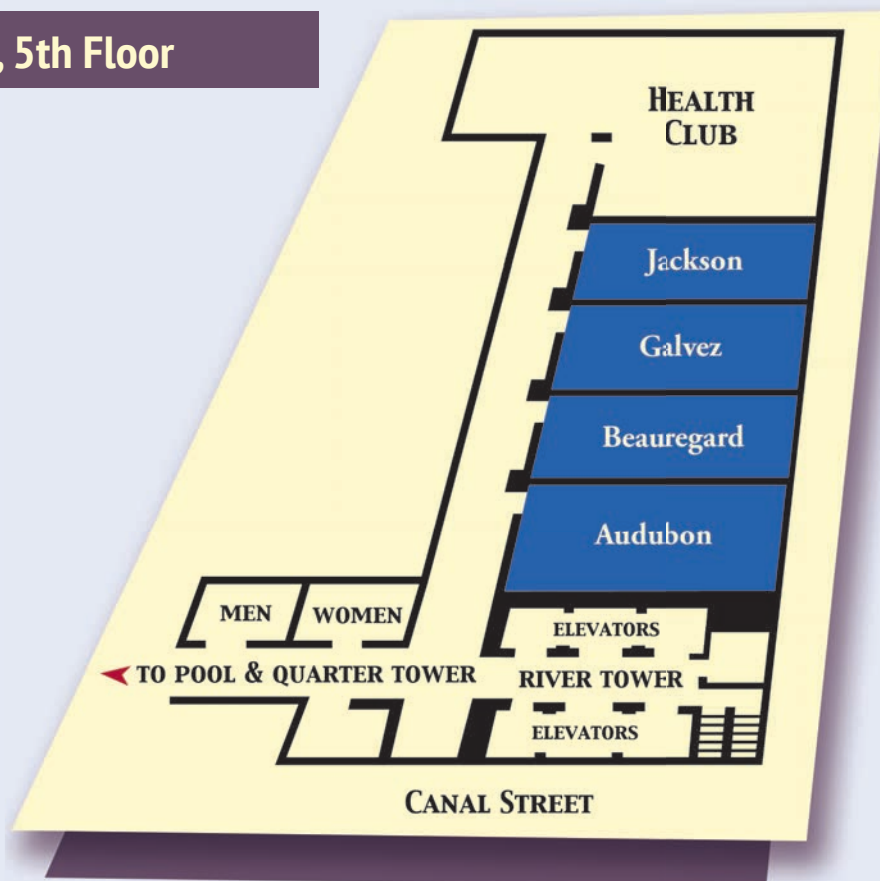 , 5th Floor
HEALTH
CLUB
Jackson
Galvez
Beauregard
Audubon
MEN
WOMEN
ELEVATORS
TO POOL & QUARTER TOWER
RIVER TOWER
ELEVATORS
CANAL STREET